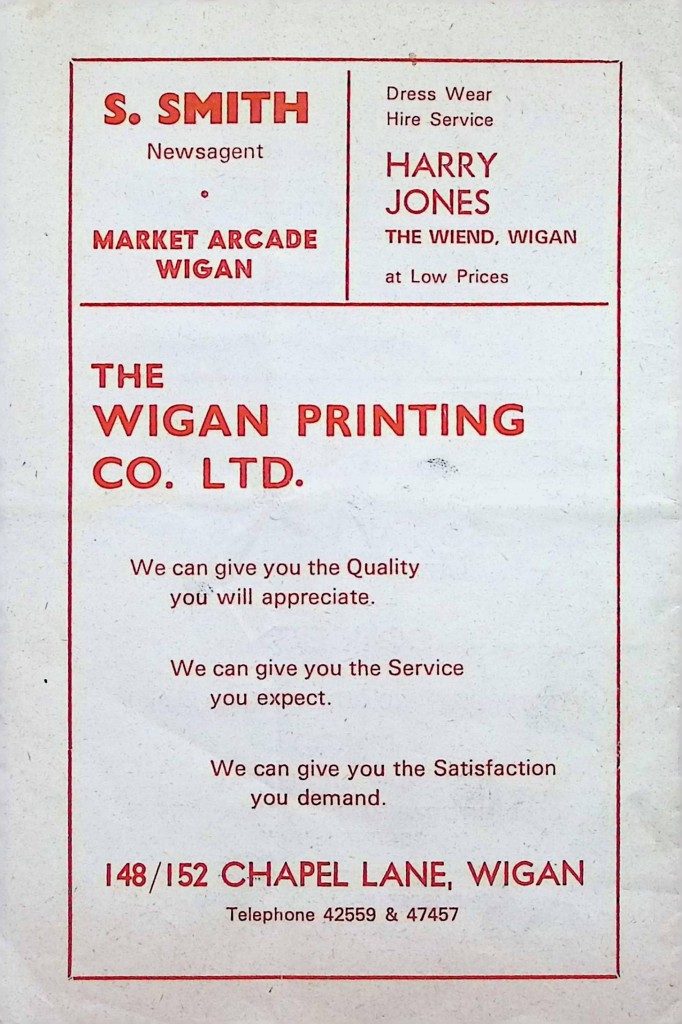 S. SMITH
Newsagent
MARKET ARCADE
WIGAN
Dress Wear
Hire Service
HARRY
JONES
THE WIEND, WIGAN
at Low Prices
THE
WIGAN PRINTING
CO. LTD.
We can give you the Quality
you will appreciate.
We can give you the Service
you expect.
We can give you the Satisfaction
you demand.
148/152 CHAPEL LANE, WIGAN
Telephone 42559 & 47457